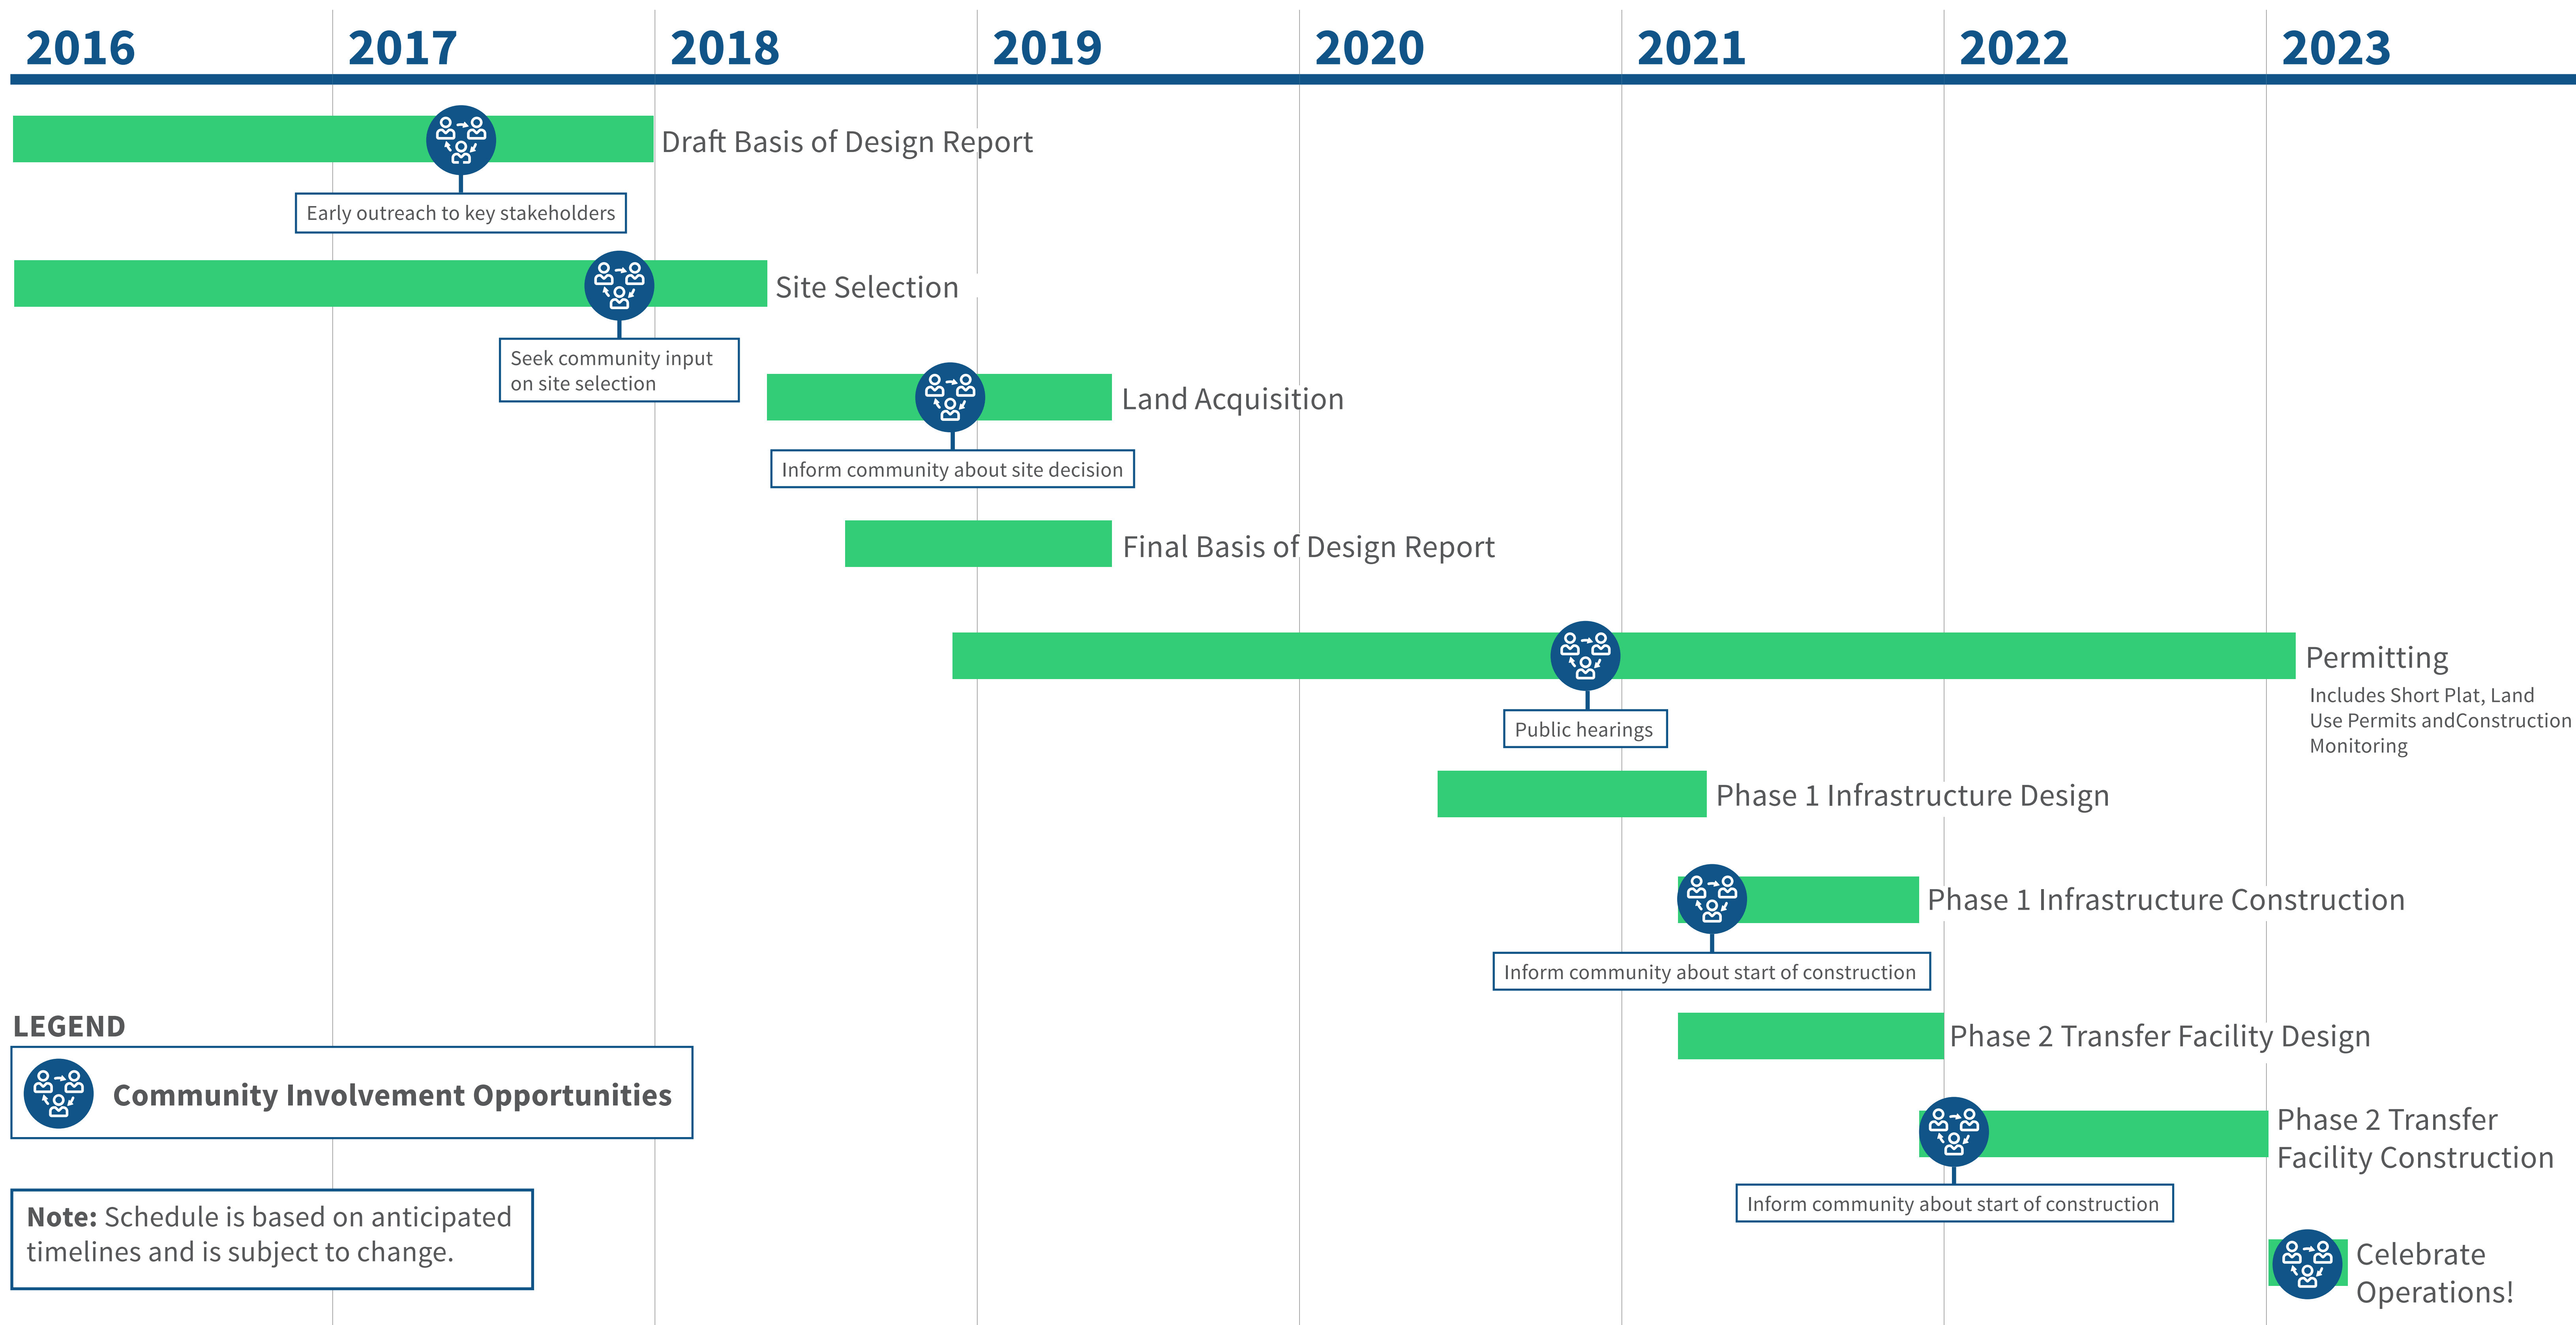 2016 2017 2018 2019 2020 2021 2022 2023
Draft Basis of Design Report
Early outreach to key stakeholders
Site Selection
Seek community input
on site selection
Land Acquisition
Inform community about site decision
Final Basis of Design Report
Permitting
Includes Short Plat, Land
Use Permits andConstruction
Monitoring
Public hearings
Phase 1 Infrastructure Design
Phase 1 Infrastructure Construction
Inform community about start of construction
Phase 2 Transfer Facility Design
Phase 2 Transfer
Facility Construction
Inform community about start of construction
Celebrate
Operations!
LEGEND
Community Involvement Opportunities
Note: Schedule is based on anticipated
timelines and is subject to change.